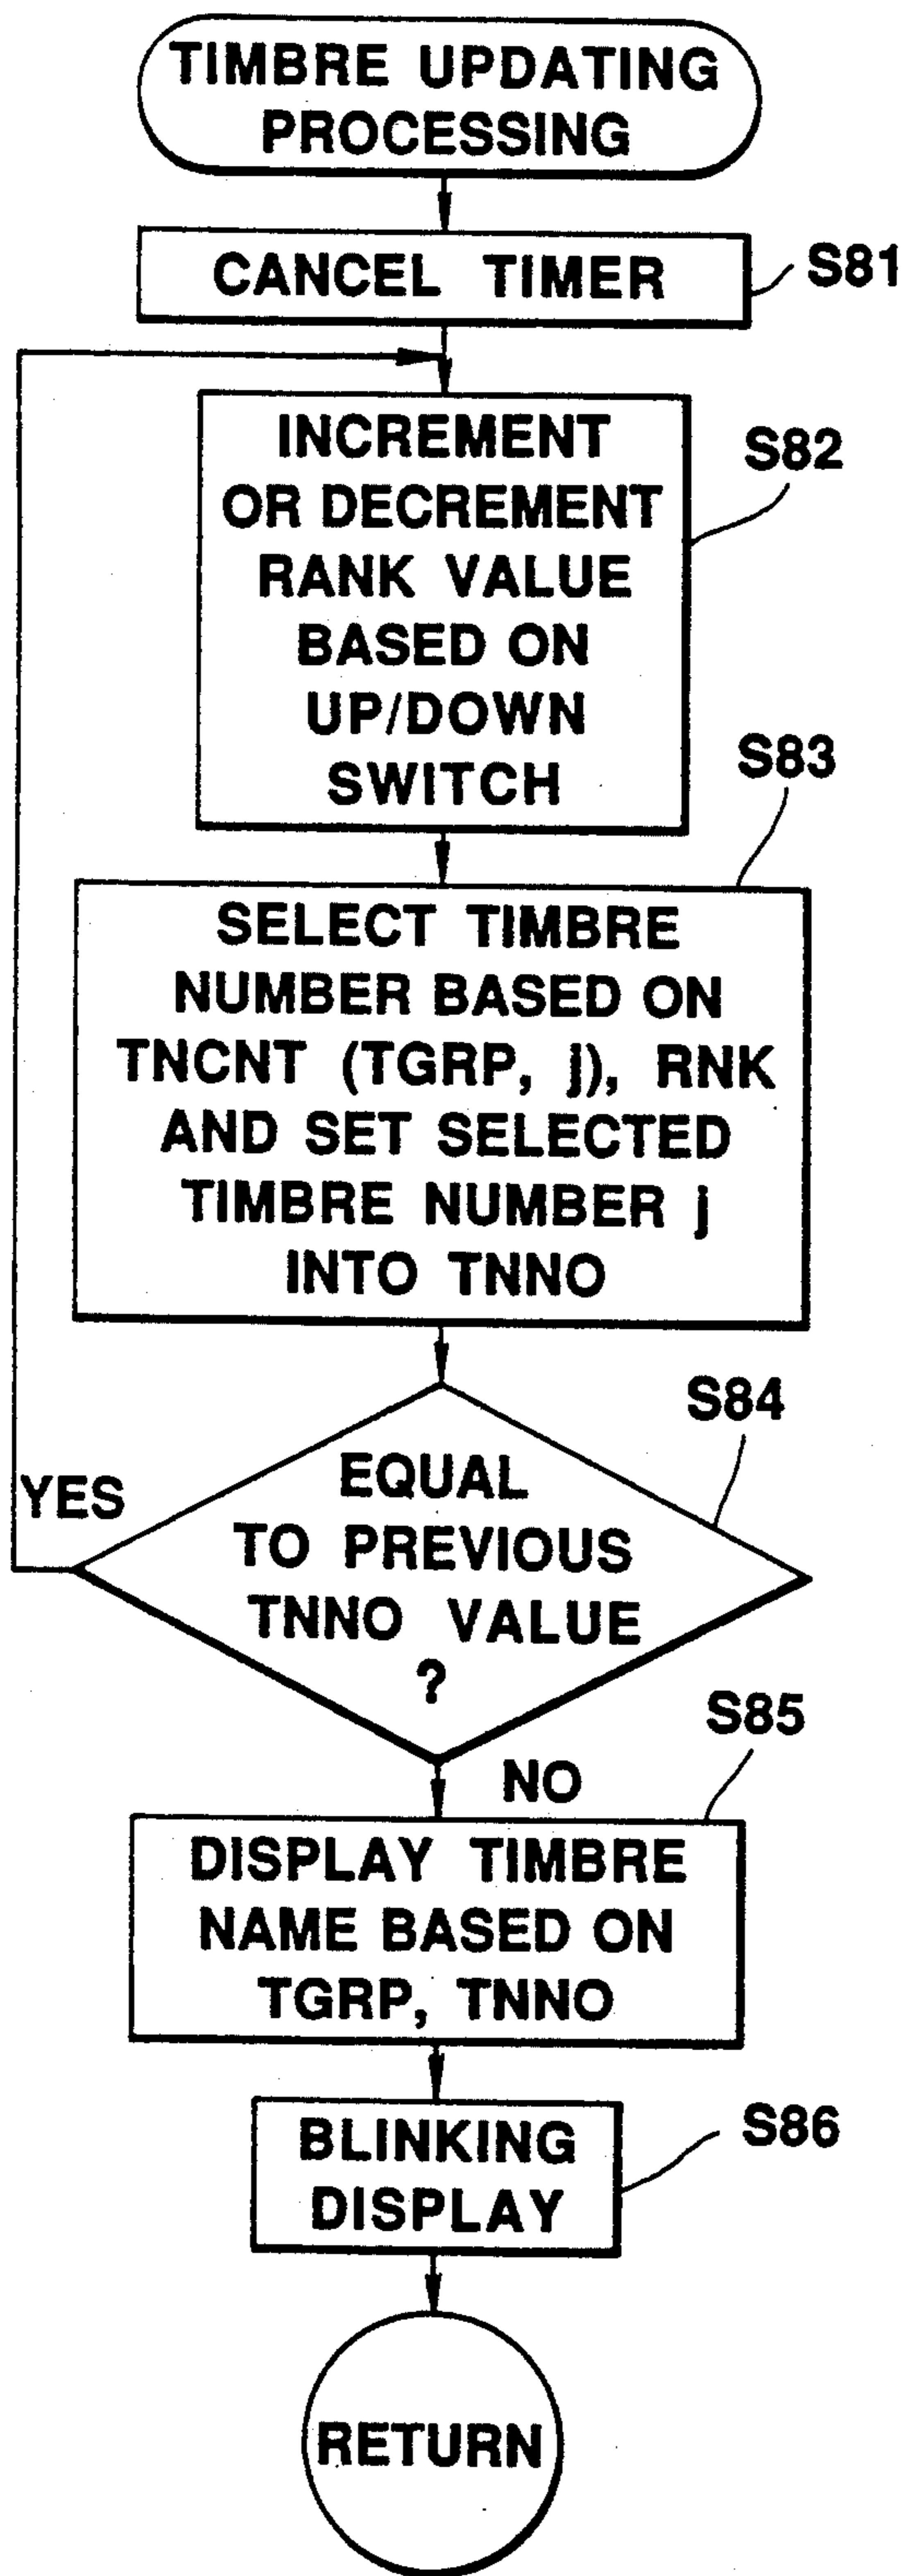 TIMBRE UPDATING
PROCESSING
CANCEL TIMER
S81
INCREMENT
OR DECREMENT
RANK VALUE
BASED ON
UP/DOWN
SWITCH
S82
SELECT TIMBRE
NUMBER BASED ON
TNCNT (TGRP, j), RNK
AND SET SELECTED
TIMBRE NUMBER j
INTO TNNO
S83
EQUAL
TO PREVIOUS
TNNO VALUE
?
S84
YES
NO
DISPLAY TIMBRE
NAME BASED ON
TGRP, TNNO
S85
BLINKING
DISPLAY
S86
RETURN